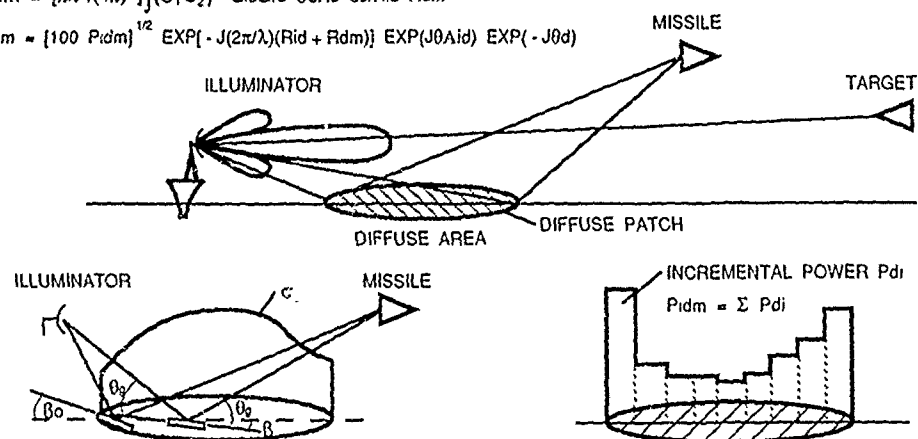 m = [100 Pidm]^1/2 EXP[ - J(2π/λ)(Rid + Rdm)] EXP(JθAid) EXP( - Jθd)
MISSILE
ILLUMINATOR
TARGET
DIFFUSE PATCH
DIFFUSE AREA
ILLUMINATOR
MISSILE
σ
INCREMENTAL POWER Pdi
Pidm = Σ Pdi
θg
θg
βo
β